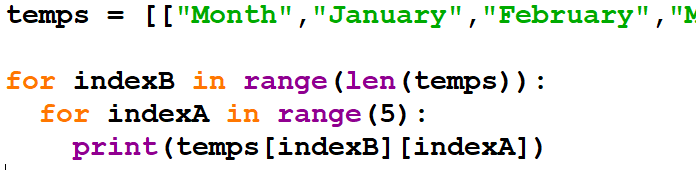 temps = [["Month","January","February","M
for indexB in range(len(temps)):
  for indexA in range(5):
    print(temps[indexB][indexA])